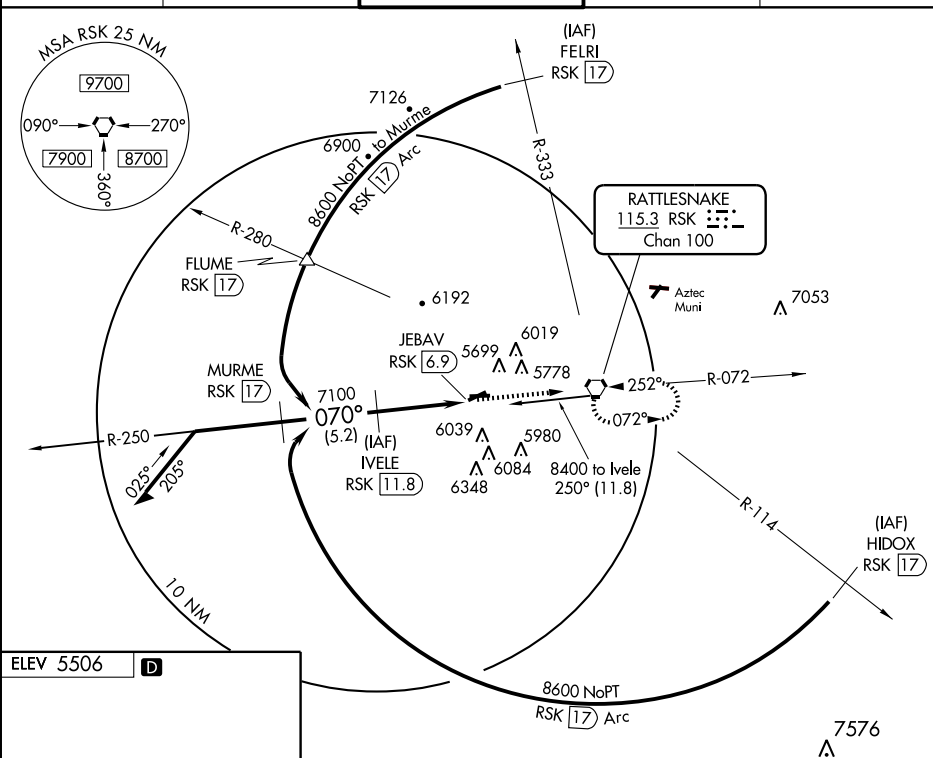 MSA RSK 25 NM
9700
090°
270°
7900
8700
360°
(IAF)
FELRI
RSK 17
7126
6900
8600 NoPT to Murme
RSK 17 Arc
R-333
R-280
FLUME
RSK 17
RATTLESNAKE
115.3 RSK
Chan 100
Aztec
Muni
7053
6192
JEBAV
RSK 6.9
5699
6019
5778
MURME
RSK 17
7100
070°
(5.2)
(IAF)
IVELE
RSK 11.8
252°
R-072
072°
R-250
025°
205°
6039
5980
6084
6348
8400 to Ivele
250° (11.8)
R-114
(IAF)
HIDOX
RSK 17
10 NM
ELEV 5506
D
8600 NoPT
RSK 17 Arc
7576